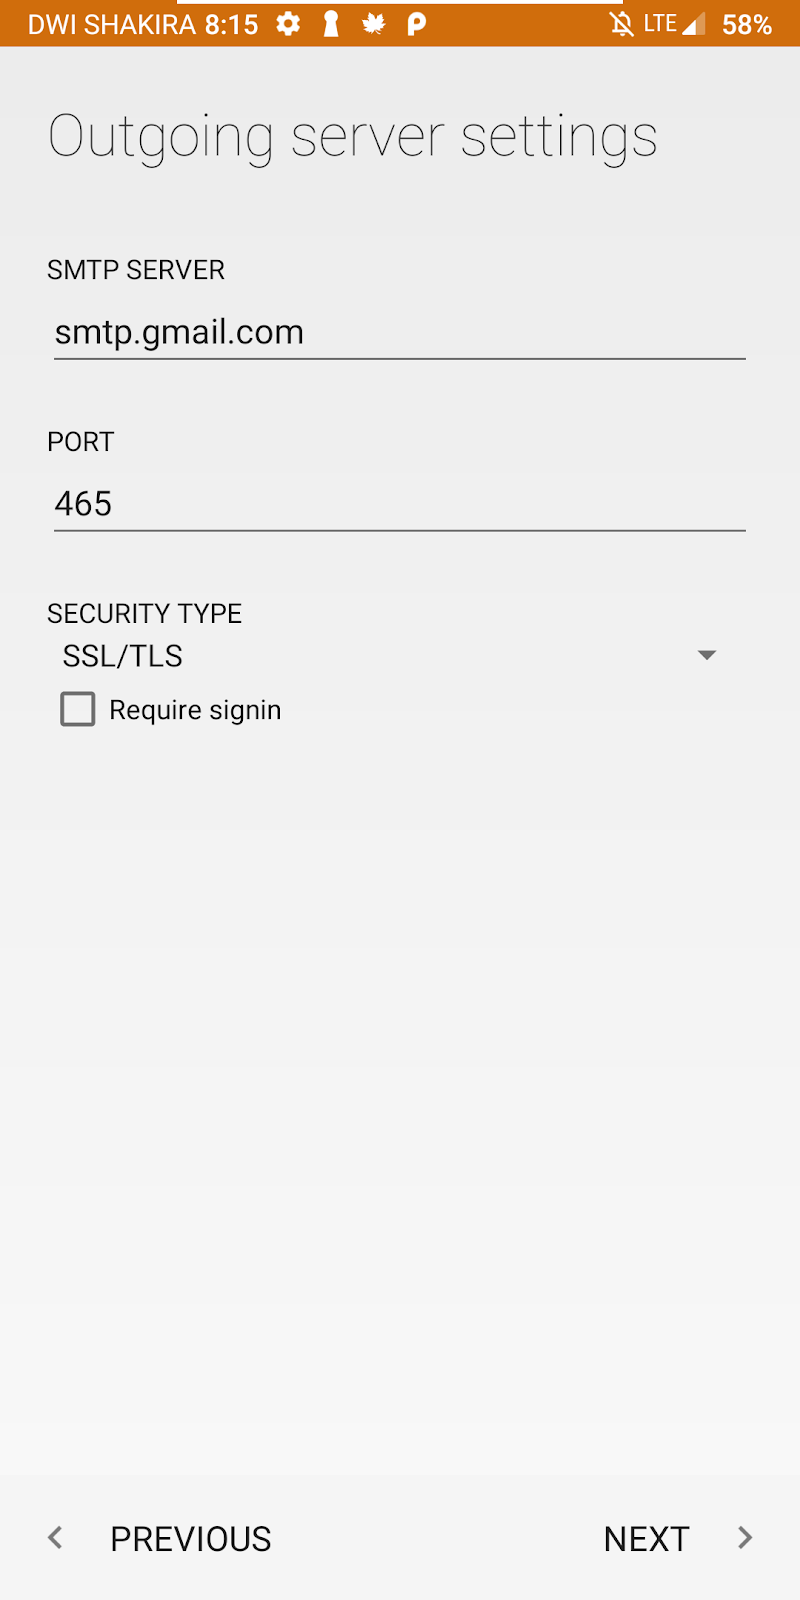 DWI SHAKIRA 8:15 LTE 58%
Outgoing server settings
SMTP SERVER
smtp.gmail.com
PORT
465
SECURITY TYPE
SSL/TLS
Require signin
PREVIOUS NEXT